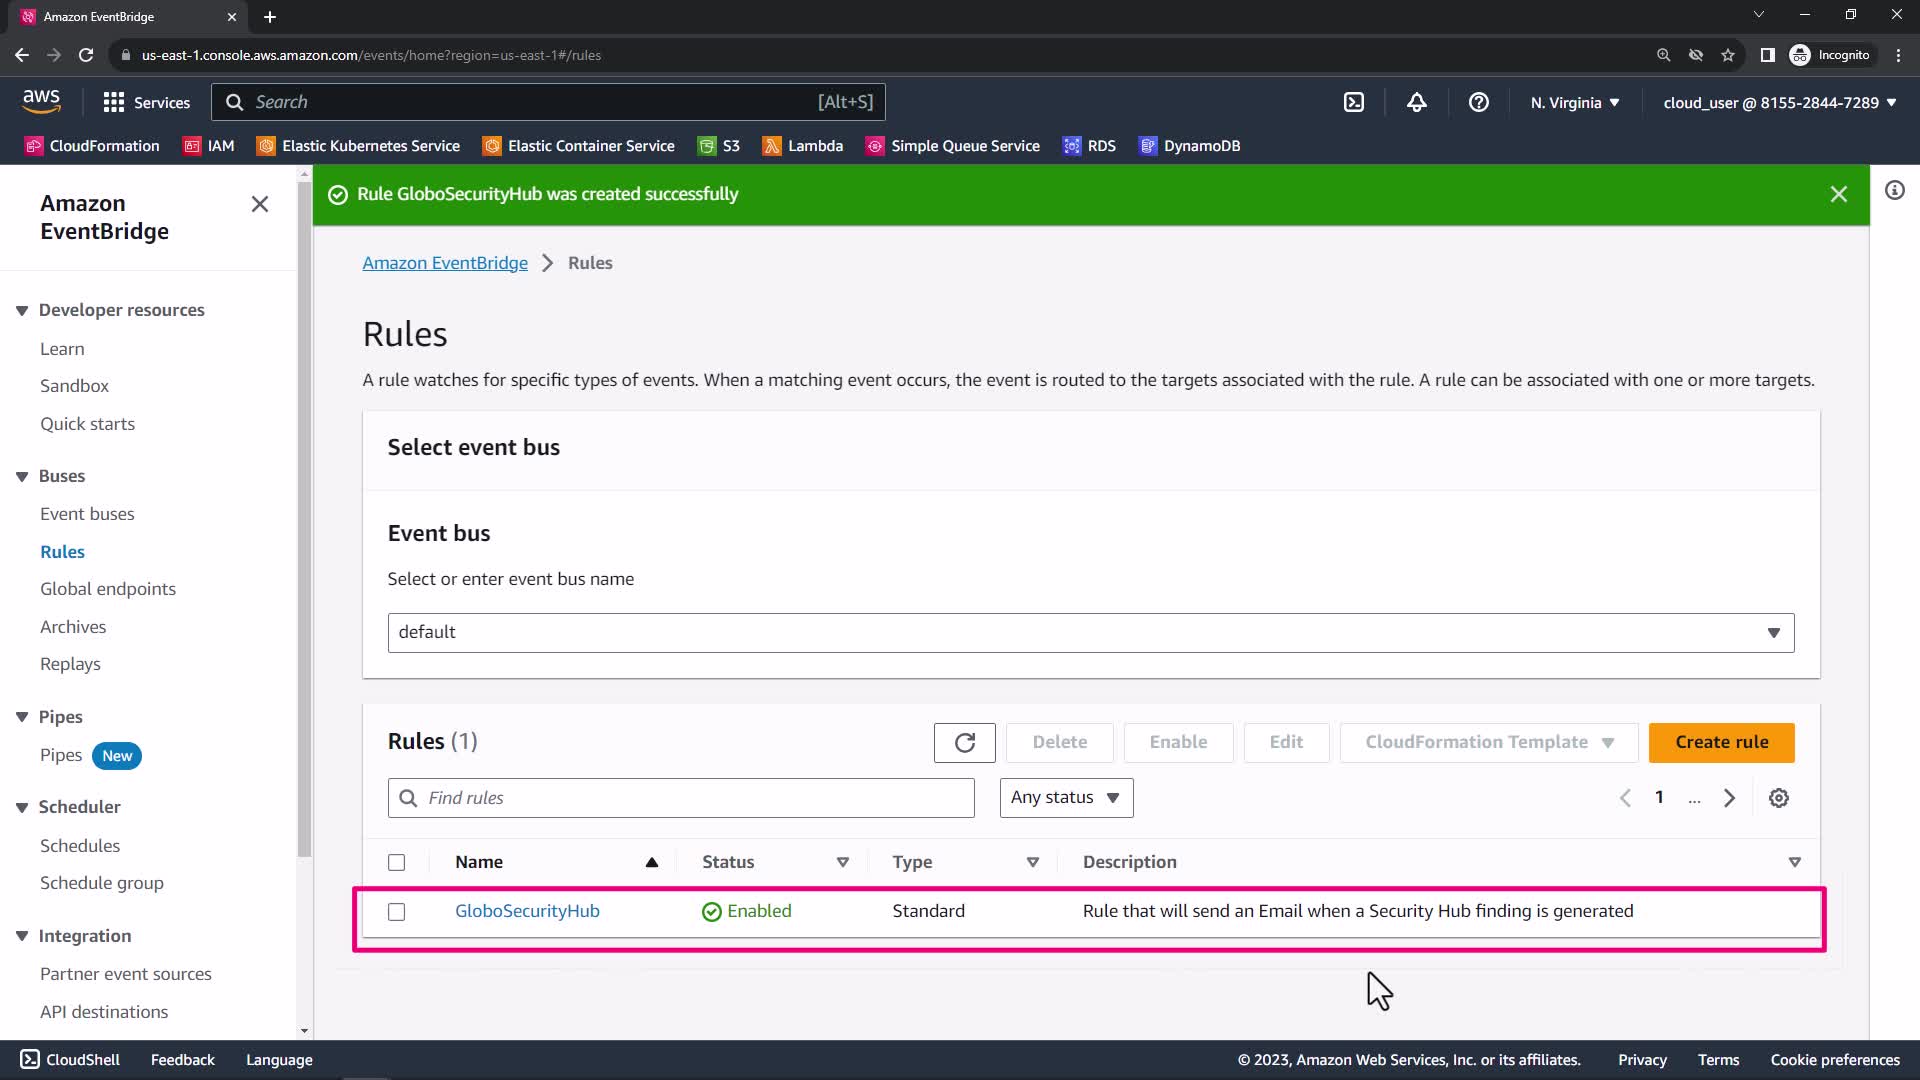 Amazon EventBridge
us-east-1.console.aws.amazon.com/events/home?region=us-east-1#/rules
Incognito
aws
Services
Search
[Alt+S]
N. Virginia
cloud_user @ 8155-2844-7289
CloudFormation
IAM
Elastic Kubernetes Service
Elastic Container Service
S3
Lambda
Simple Queue Service
RDS
DynamoDB
Amazon
EventBridge
Developer resources
Learn
Sandbox
Quick starts
Buses
Event buses
Rules
Global endpoints
Archives
Replays
Pipes
Pipes New
Scheduler
Schedules
Schedule group
Integration
Partner event sources
API destinations
Rule GloboSecurityHub was created successfully
Amazon EventBridge > Rules
Rules
A rule watches for specific types of events. When a matching event occurs, the event is routed to the targets associated with the rule. A rule can be associated with one or more targets.
Select event bus
Event bus
Select or enter event bus name
default
Rules (1)
Delete
Enable
Edit
CloudFormation Template
Create rule
Find rules
Any status
1 ...
Name Status Type Description
GloboSecurityHub Enabled Standard Rule that will send an Email when a Security Hub finding is generated
CloudShell
Feedback
Language
© 2023, Amazon Web Services, Inc. or its affiliates.
Privacy
Terms
Cookie preferences